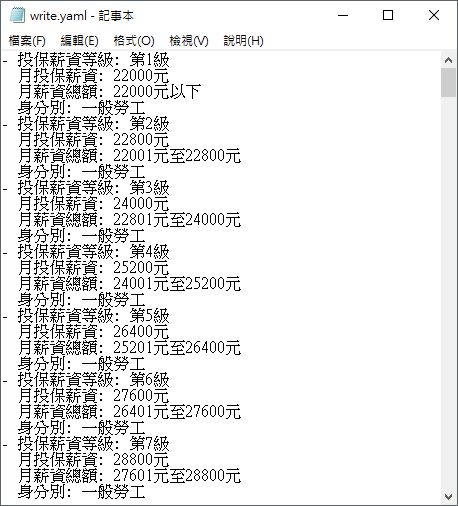 write.yaml - 記事本
檔案(F) 編輯(E) 格式(O) 檢視(V) 說明(H)
- 投保薪資等級: 第1級
月投保薪資: 22000元
月薪資總額: 22000元以下
身分別: 一般勞工
- 投保薪資等級: 第2級
月投保薪資: 22800元
月薪資總額: 22001元至22800元
身分別: 一般勞工
- 投保薪資等級: 第3級
月投保薪資: 24000元
月薪資總額: 22801元至24000元
身分別: 一般勞工
- 投保薪資等級: 第4級
月投保薪資: 25200元
月薪資總額: 24001元至25200元
身分別: 一般勞工
- 投保薪資等級: 第5級
月投保薪資: 26400元
月薪資總額: 25201元至26400元
身分別: 一般勞工
- 投保薪資等級: 第6級
月投保薪資: 27600元
月薪資總額: 26401元至27600元
身分別: 一般勞工
- 投保薪資等級: 第7級
月投保薪資: 28800元
月薪資總額: 27601元至28800元
身分別: 一般勞工